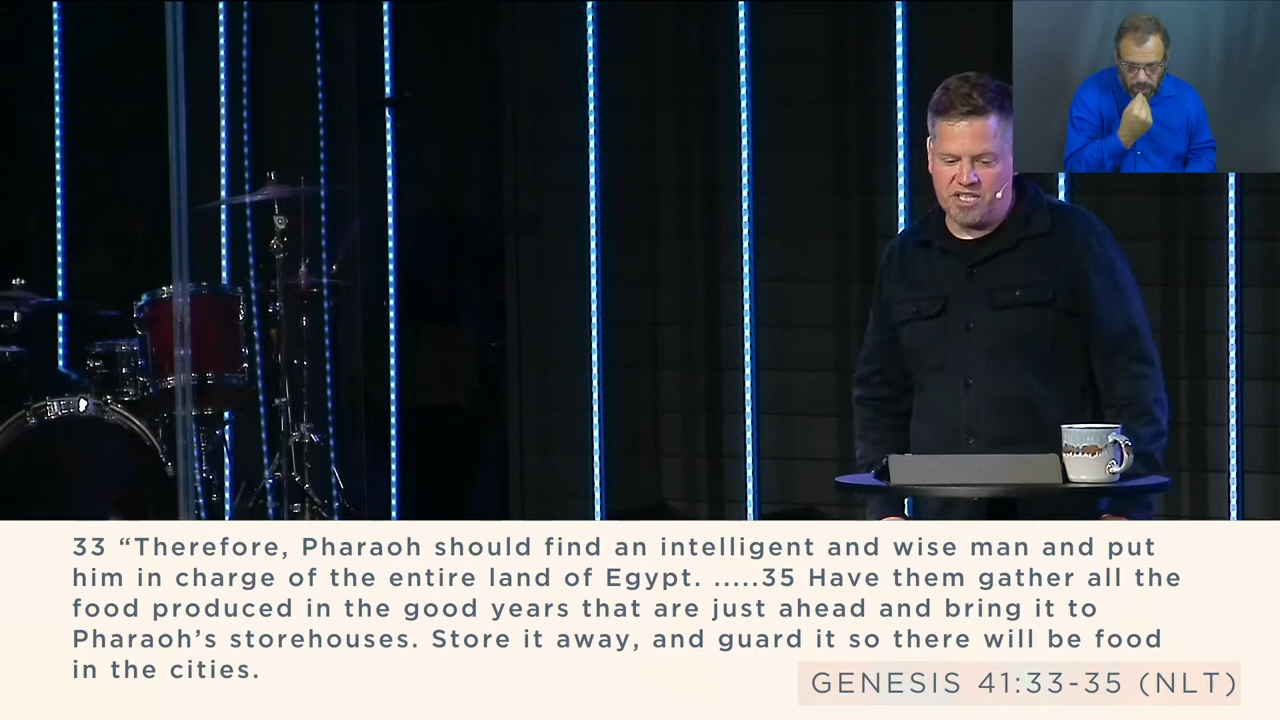 33 “Therefore, Pharaoh should find an intelligent and wise man and put
him in charge of the entire land of Egypt. .....35 Have them gather all the
food produced in the good years that are just ahead and bring it to
Pharaoh’s storehouses. Store it away, and guard it so there will be food
in the cities.
GENESIS 41:33-35 (NLT)